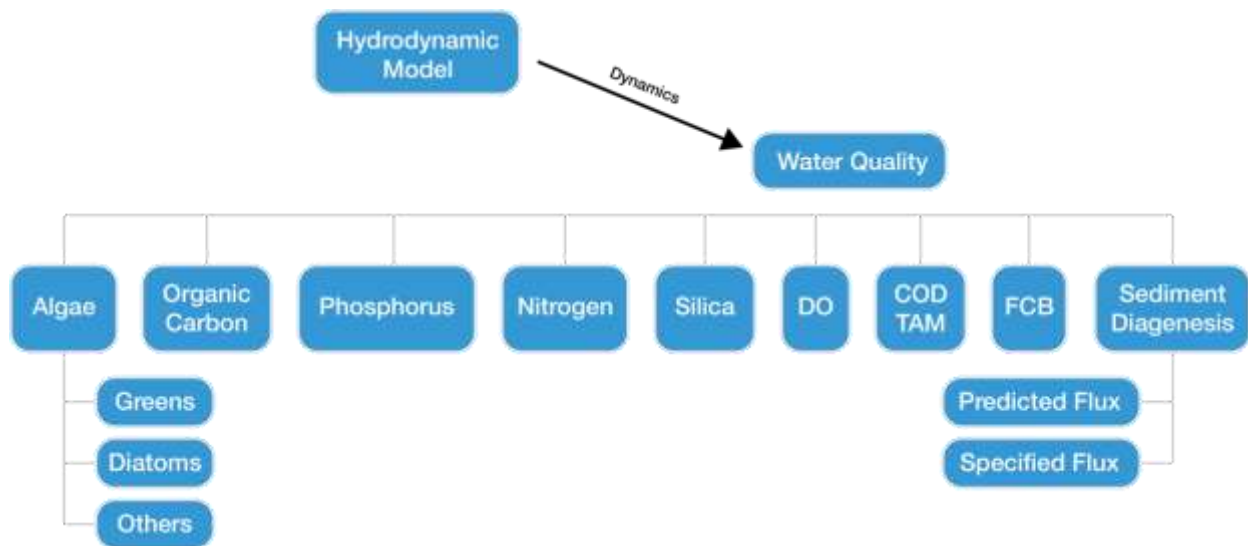 Hydrodynamic
Model
Dynamics
Water Quality
Algae
Organic
Carbon
Phosphorus
Nitrogen
Silica
DO
COD
TAM
FCB
Sediment
Diagenesis
Greens
Diatoms
Others
Predicted Flux
Specified Flux